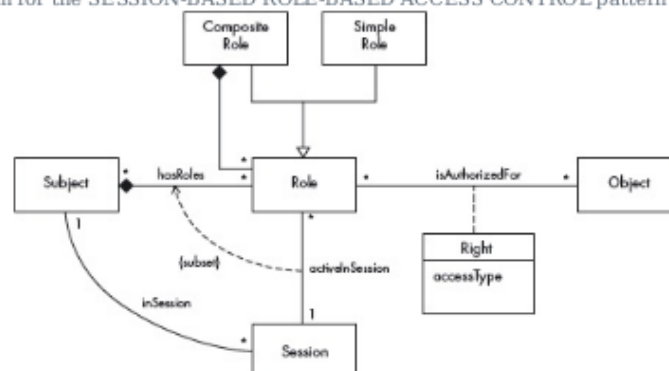 for the SESSION-BASED ROLE-BASED ACCESS CONTROL pattern
Composite
Role
Simple
Role
*
Subject
*
hasRoles
*
Role
*
isAuthorizedFor
*
Object
1
*
Right
{subset}
activeInSession
accessType
inSession
1
*
Session